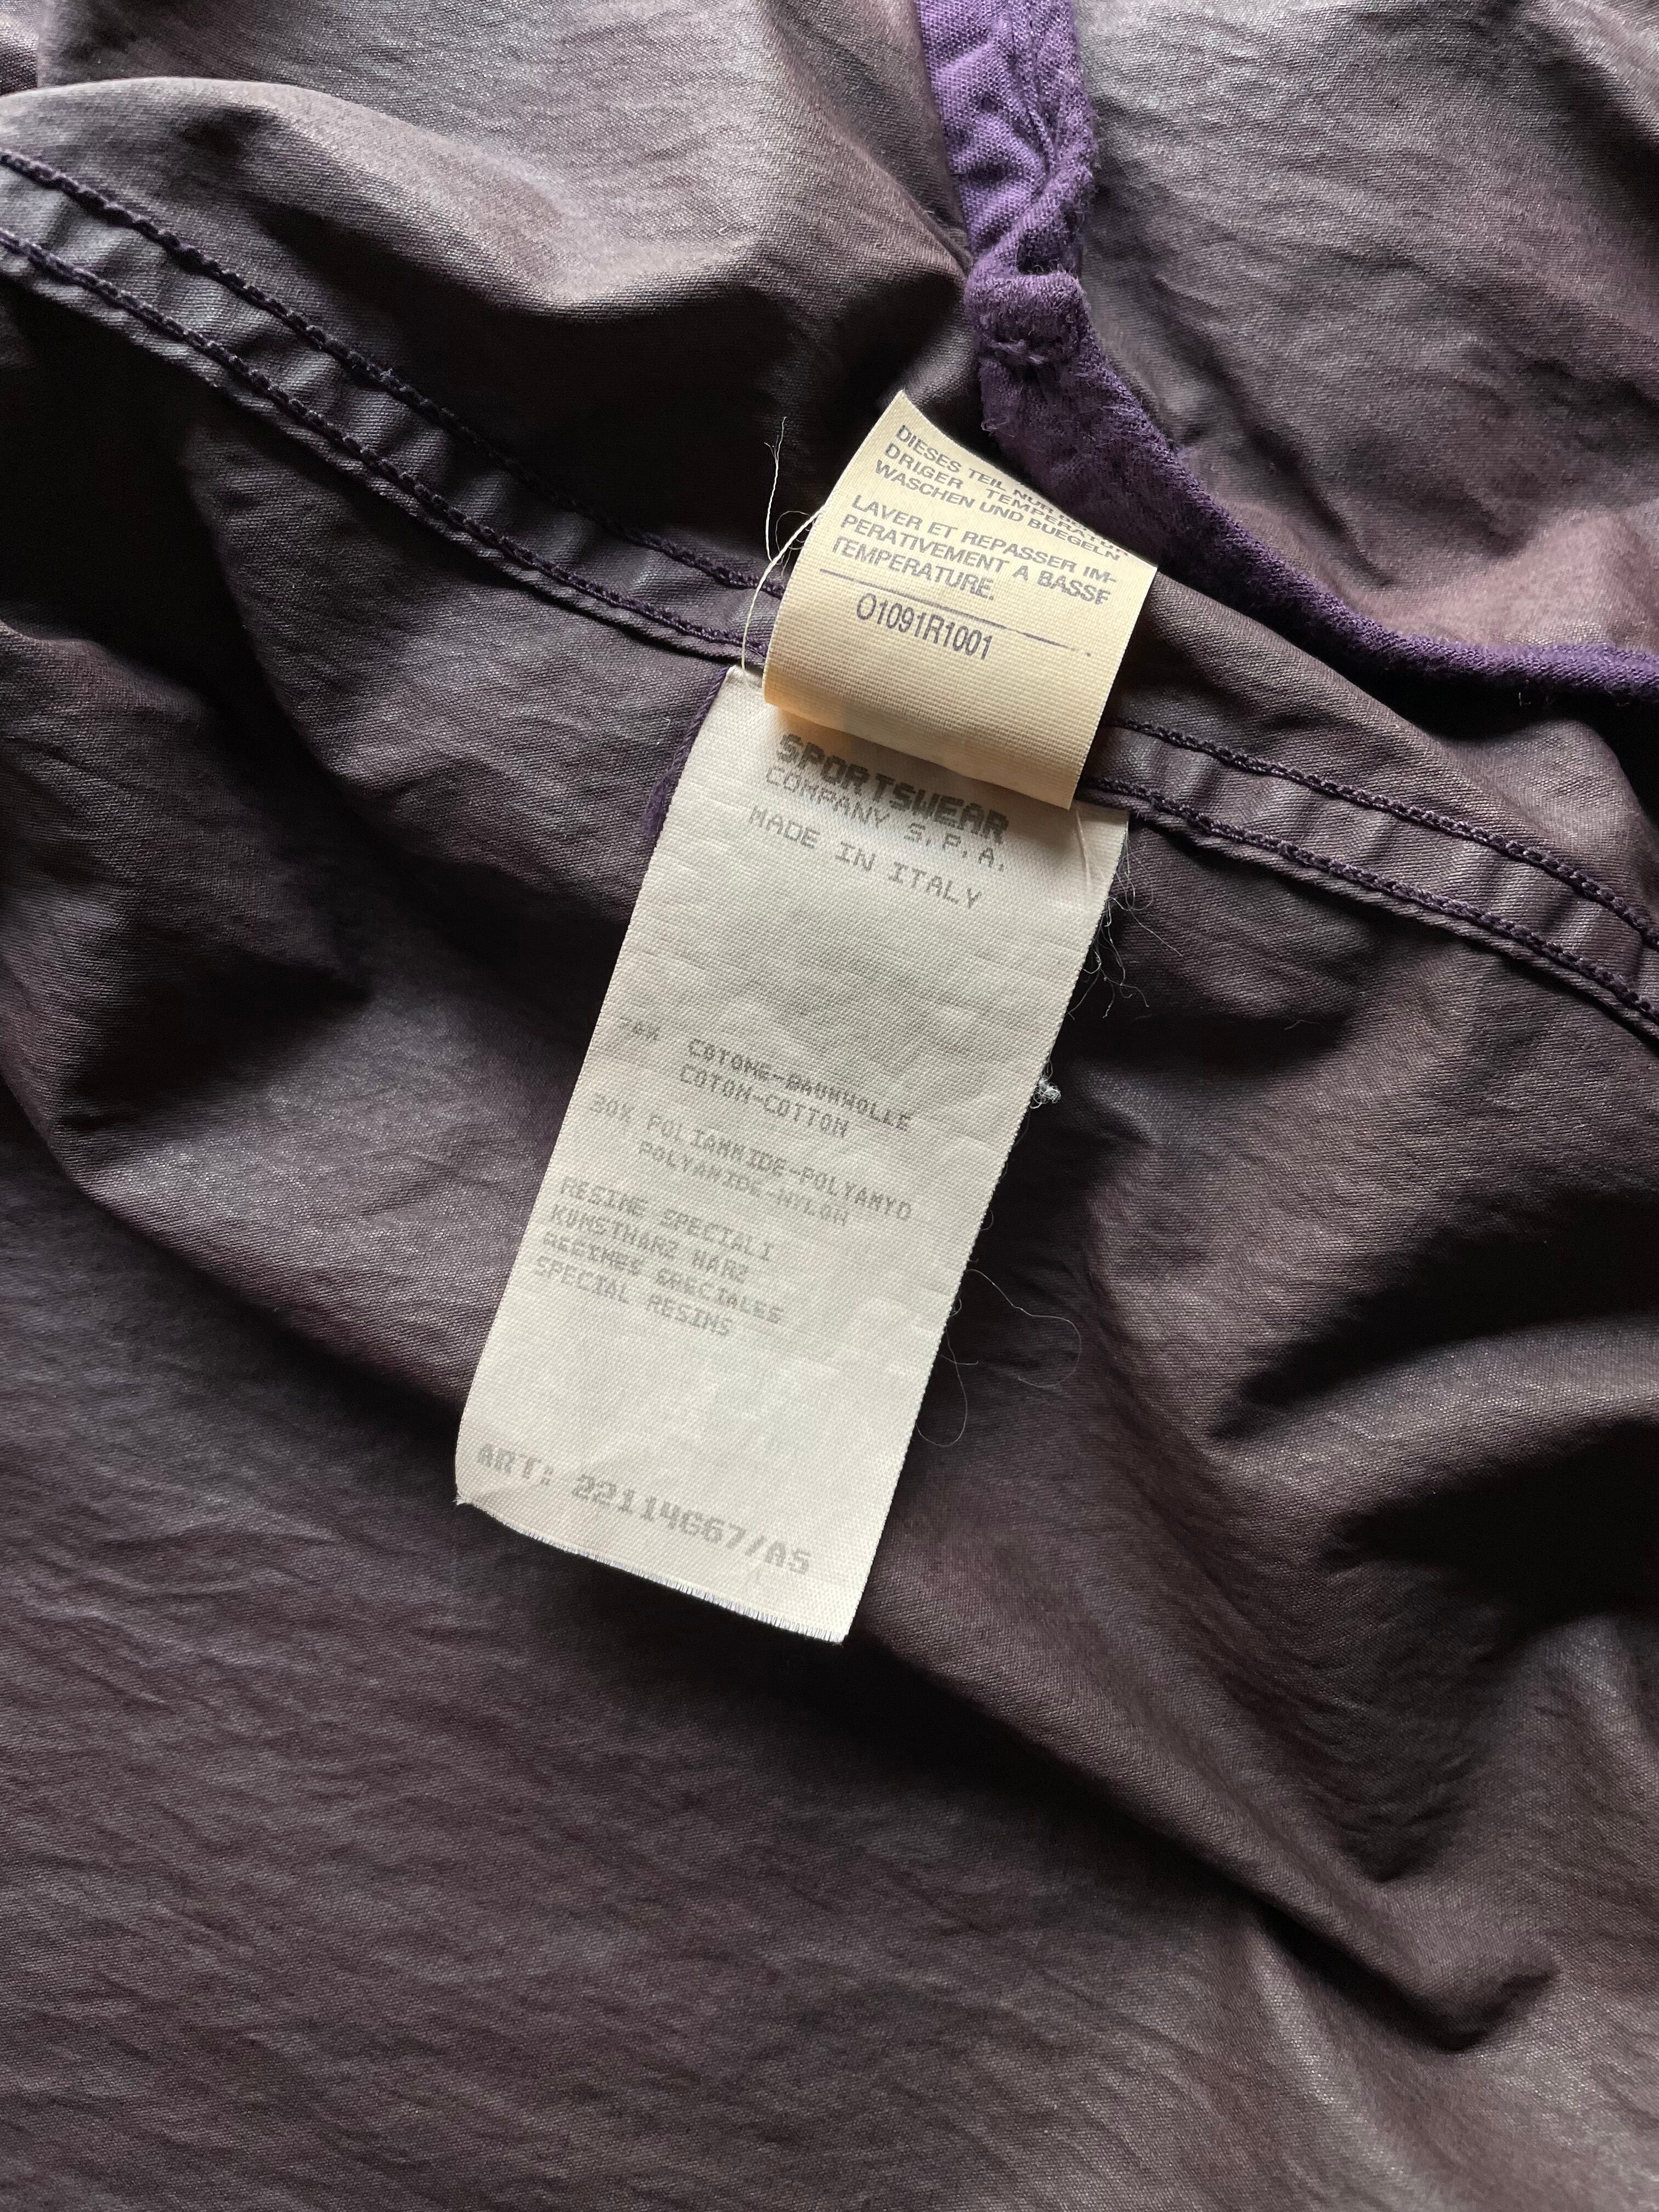 DIESES TEIL NUR
DRIGER TEMPERATUR
WASCHEN UND BUEGELN
LAVER ET REPASSER IM-
PERATIVEMENT A BASSE
TEMPERATURE.
O1091R1001
SPORTSWEAR
COMPANY S.P.A.
MADE IN ITALY
70% COTONE-BAUMWOLLE
COTON-COTTON
30% POLIAMMIDE-POLYAMYD
POLYAMIDE-NYLON
RESINE SPECIALI
KUNSTHARZ HARZ
RESINES SPECIALES
SPECIAL RESINS
ART: 22114667/AS